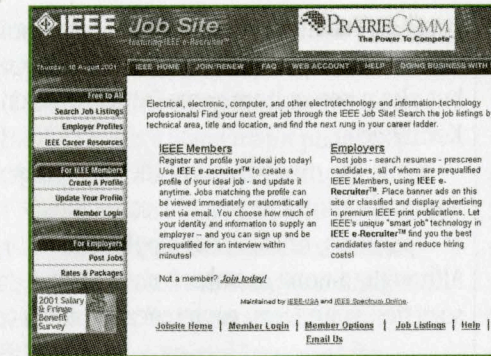 IEEE Job Site
featuring IEEE e-Recruiter™
PRAIRIECOMM
The Power To Compete
Thursday, 16 August 2001
IEEE HOME
JOIN/RENEW
FAQ
WEB ACCOUNT
HELP
DOING BUSINESS WITH
Free to All
Search Job Listings
Employer Profiles
IEEE Career Resources
For IEEE Members
Create A Profile
Update Your Profile
Member Login
For Employers
Post Jobs
Rates & Packages
2001 Salary
& Fringe
Benefit
Survey
Electrical, electronic, computer, and other electrotechnology and information-technology
professionals! Find your next great job through the IEEE Job Site! Search the job listings b
technical area, title and location, and find the next rung in your career ladder.
IEEE Members
Register and profile your ideal job today!
Use IEEE e-recruiter™ to create a
profile of your ideal job - and update it
anytime. Jobs matching the profile can
be viewed immediately or automatically
sent via email. You choose how much of
your identity and information to supply an
employer -- and you can sign up and be
prequalified for an interview within
minutes!
Employers
Post jobs - search resumes - prescreen
candidates, all of whom are prequalified
IEEE Members, using IEEE e-
Recruiter™. Place banner ads on this
site or classified and display advertising
in premium IEEE print publications. Let
IEEE's unique "smart job" technology in
IEEE e-Recruiter™ find you the best
candidates faster and reduce hiring
costs!
Not a member? Join today!
Maintained by IEEE-USA and IEEE Spectrum Online.
Jobsite Home | Member Login | Member Options | Job Listings | Help |
Email Us